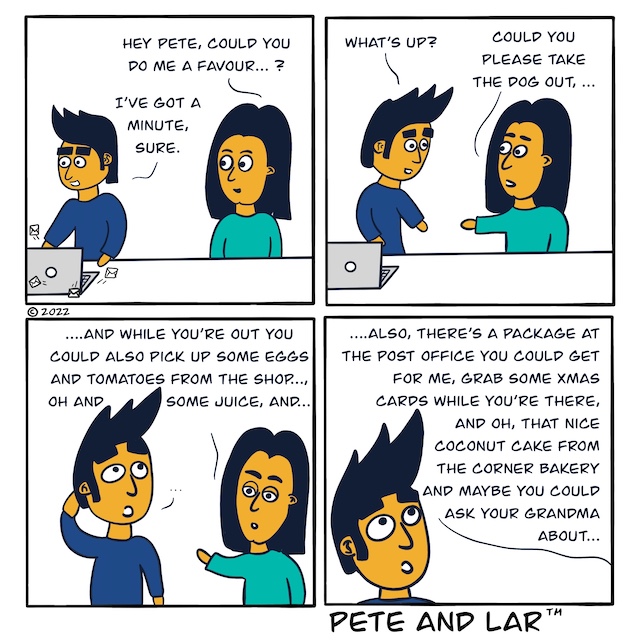 HEY PETE, COULD YOU
DO ME A FAVOUR... ?
I'VE GOT A
MINUTE,
SURE.
WHAT'S UP?
COULD YOU
PLEASE TAKE
THE DOG OUT, ...
© 2022
....AND WHILE YOU'RE OUT YOU
COULD ALSO PICK UP SOME EGGS
AND TOMATOES FROM THE SHOP...,
OH AND SOME JUICE, AND...
...
....ALSO, THERE'S A PACKAGE AT
THE POST OFFICE YOU COULD GET
FOR ME, GRAB SOME XMAS
CARDS WHILE YOU'RE THERE,
AND OH, THAT NICE
COCONUT CAKE FROM
THE CORNER BAKERY
AND MAYBE YOU COULD
ASK YOUR GRANDMA
ABOUT...
PETE AND LAR™